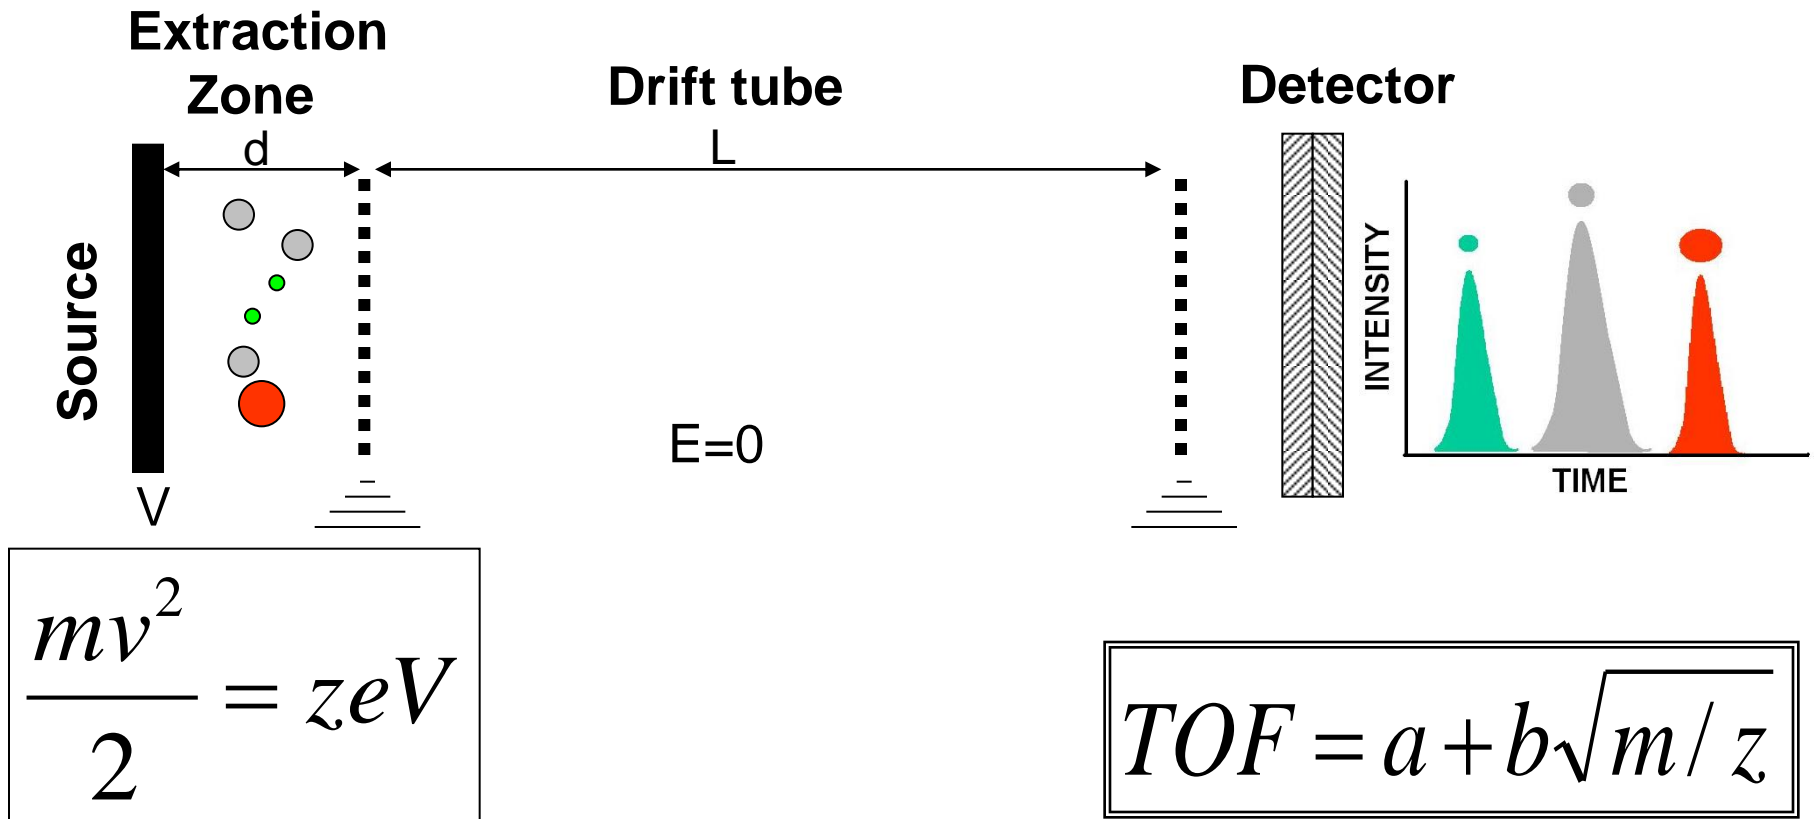 Extraction
Zone
Drift tube
Detector
d
L
Source
V
E=0
INTENSITY
TIME
mv²/2 = zeV
TOF = a + b√m / z